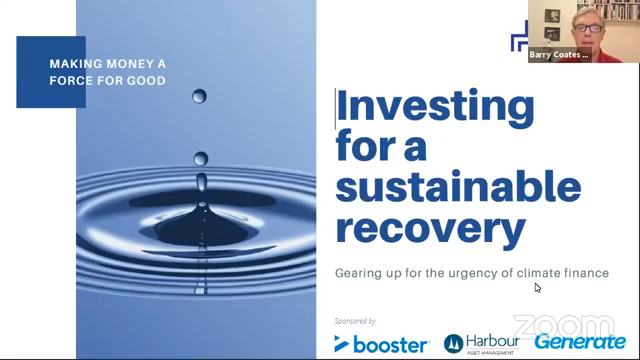 MAKING MONEY A
FORCE FOR GOOD
Barry Coates ...
Investing
for a
sustainable
recovery
Gearing up for the urgency of climate finance
Sponsored by
booster
Harbour
ASSET MANAGEMENT
Generate
zoom